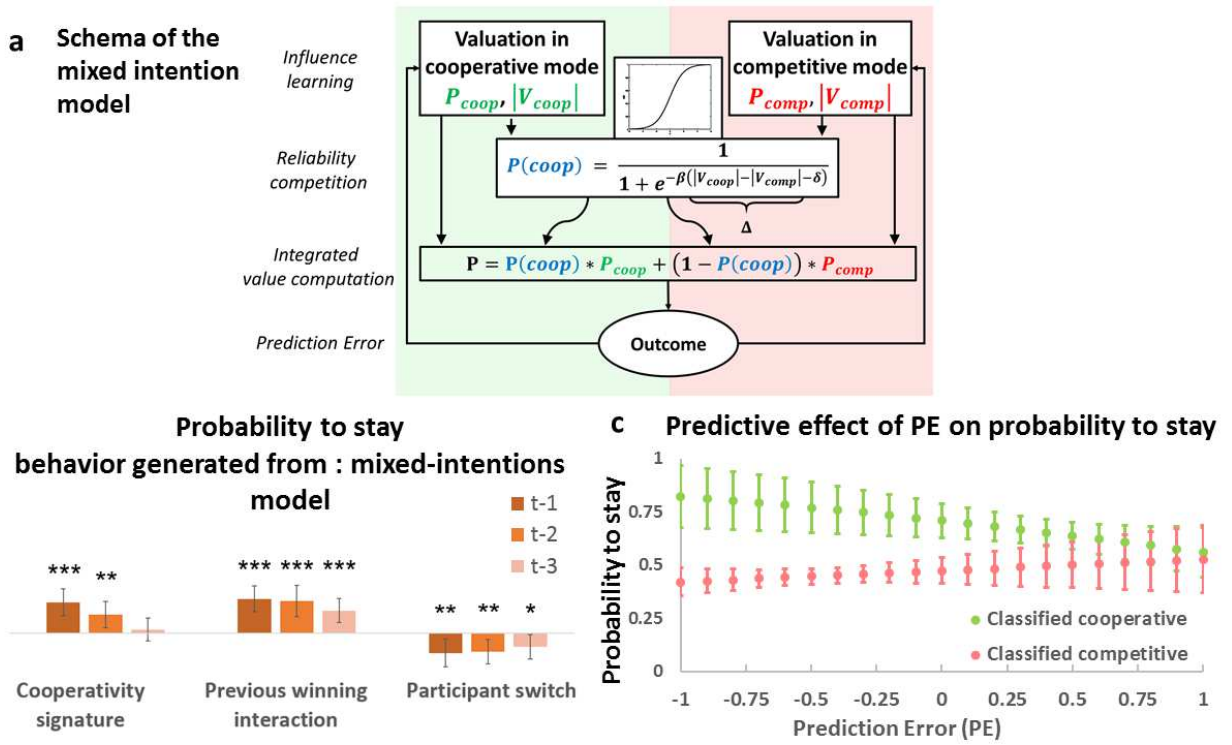 a Schema of the
mixed intention
model
Influence
learning
Valuation in
cooperative mode
P_coop, |V_coop|
Valuation in
competitive mode
P_comp, |V_comp|
Reliability
competition
P(coop) = 1 / 1 + e^−β(|V_coop|−|V_comp|−δ)
Δ
Integrated
value computation
P = P(coop) * P_coop + (1 − P(coop)) * P_comp
Prediction Error
Outcome
Probability to stay
behavior generated from : mixed-intentions
model
t-1
t-2
t-3
*** **
*** *** ***
** ** *
Cooperativity
signature
Previous winning
interaction
Participant switch
c Predictive effect of PE on probability to stay
Probability to stay
1
0.75
0.5
0.25
0
Classified cooperative
Classified competitive
-1 -0.75 -0.5 -0.25 0 0.25 0.5 0.75 1
Prediction Error (PE)